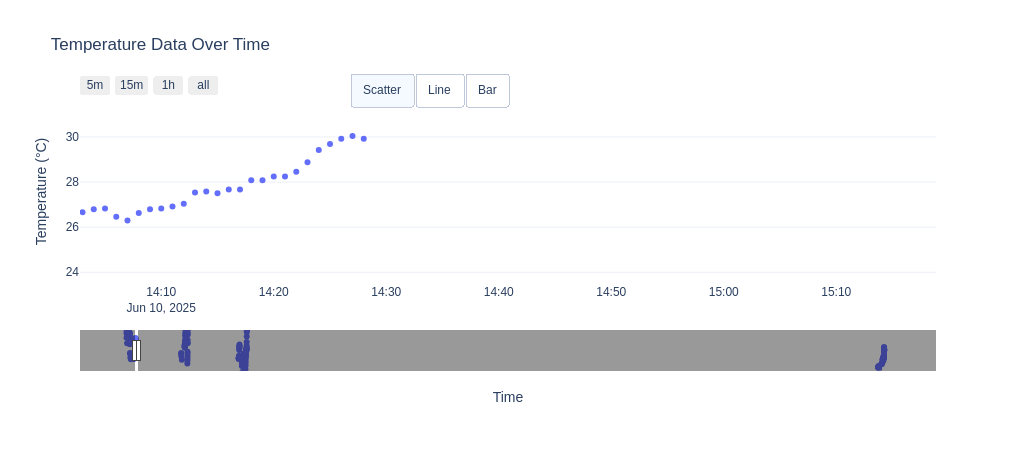 Temperature Data Over Time
5m 15m 1h all
Scatter Line Bar
Temperature (°C)
30
28
26
24
14:10 14:20 14:30 14:40 14:50 15:00 15:10
Jun 10, 2025
Time